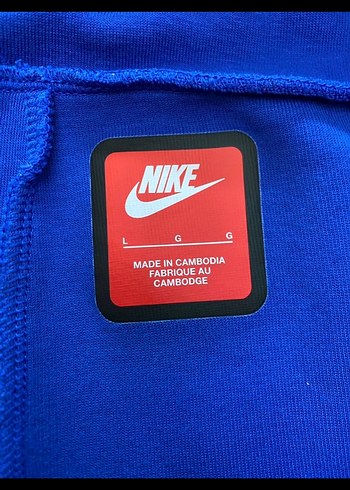 NIKE
L G G
MADE IN CAMBODIA
FABRIQUE AU
CAMBODGE